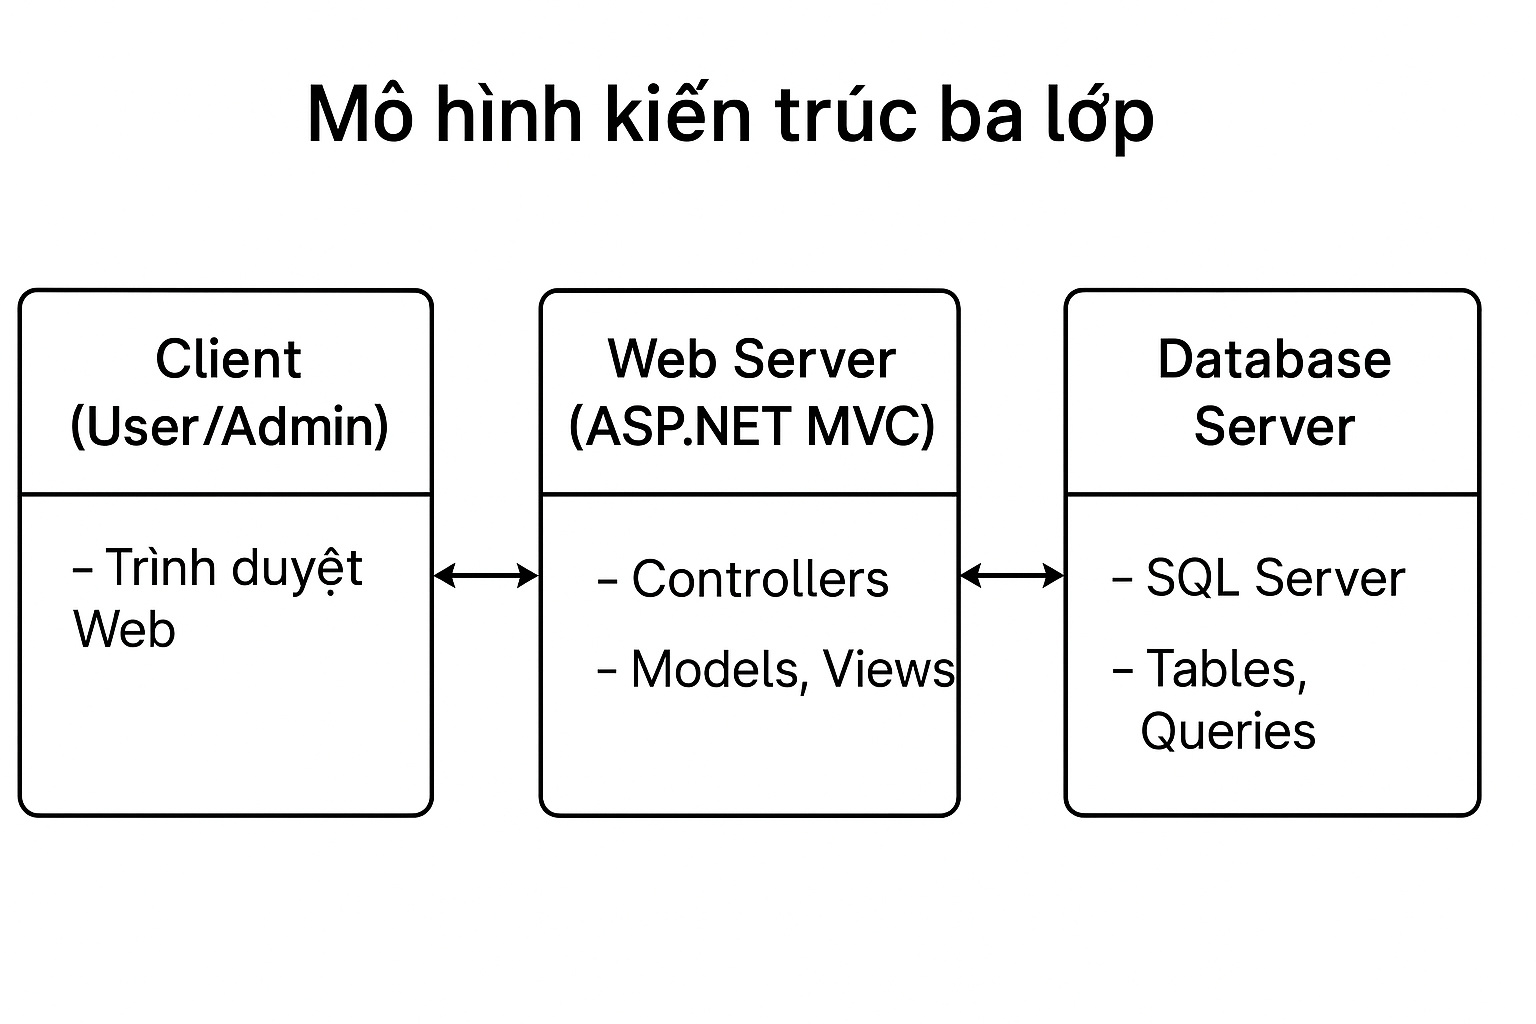 Mô hình kiến trúc ba lớp
Client
(User/Admin)
– Trình duyệt
Web
Web Server
(ASP.NET MVC)
– Controllers
– Models, Views
Database
Server
– SQL Server
– Tables,
Queries